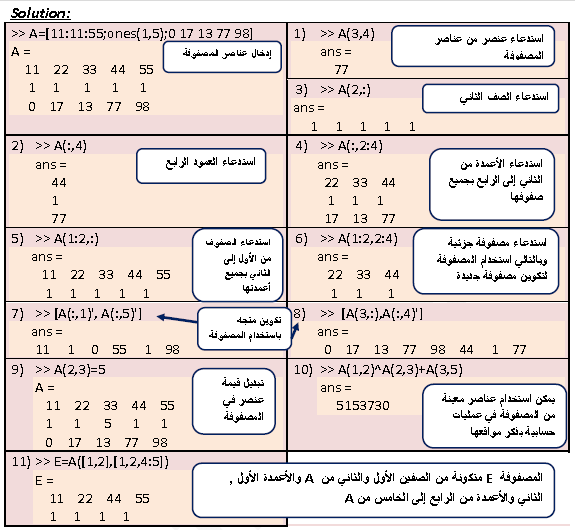 Solution:
>> A=[11:11:55;ones(1,5);0 17 13 77 98]
A =
11 22 33 44 55
1 1 1 1 1
0 17 13 77 98
إدخال عناصر المصفوفة
1) >> A(3,4)
ans =
77
استدعاء عنصر من عناصر
المصفوفة
3) >> A(2,:)
ans =
1 1 1 1 1
استدعاء الصف الثاني
2) >> A(:,4)
ans =
44
1
77
استدعاء العمود الرابع
4) >> A(:,2:4)
ans =
22 33 44
1 1 1
17 13 77
استدعاء الأعمدة من
الثاني إلى الرابع بجميع
صفوفها
5) >> A(1:2,:)
ans =
11 22 33 44 55
1 1 1 1 1
استدعاء الصفوف
من الأول إلى
الثاني بجميع
أعمدتها
6) >> A(1:2,2:4)
ans =
22 33 44
1 1 1
استدعاء مصفوفة جزئية
وبالتالي استخدام المصفوفة
لتكوين مصفوفة جديدة
7) >> [A(:,1)', A(:,5)']
ans =
11 1 0 55 1 98
تكوين متجه
باستخدام المصفوفة
8) >> [A(3,:),A(:,4)']
ans =
0 17 13 77 98 44 1 77
9) >> A(2,3)=5
A =
11 22 33 44 55
1 1 5 1 1
0 17 13 77 98
تبديل قيمة
عنصر في
المصفوفة
10) >> A(1,2)^A(2,3)+A(3,5)
ans =
5153730
يمكن استخدام عناصر معينة
من المصفوفة في عمليات
حسابية بذكر مواقعها
11) >> E=A([1,2],[1,2,4:5])
E =
11 22 44 55
1 1 1 1
المصفوفة E متكونة من الصفين الأول والثاني من A والأعمدة الأول ,
الثاني والأعمدة من الرابع إلى الخامس من A